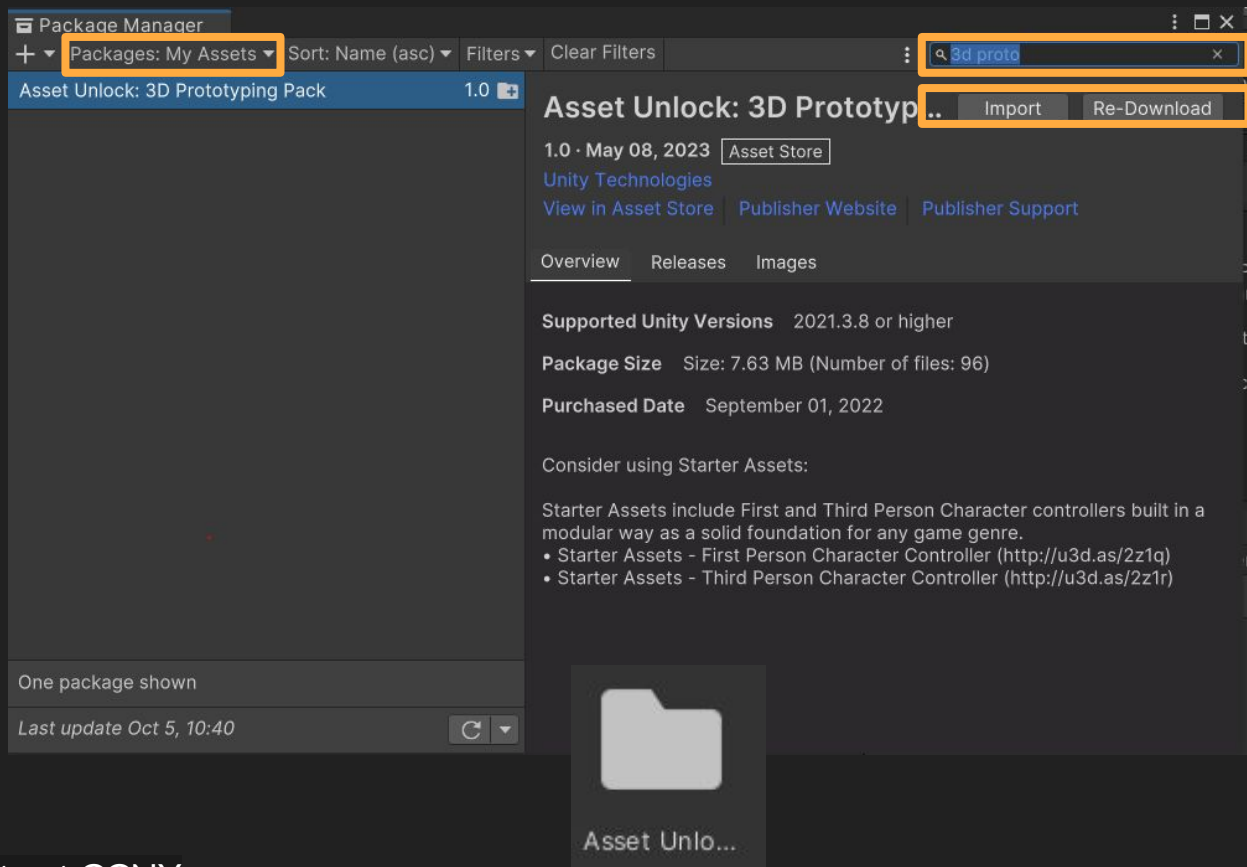 Package Manager
Packages: My Assets Sort: Name (asc) Filters Clear Filters 3d proto
Asset Unlock: 3D Prototyping Pack 1.0
Asset Unlock: 3D Prototyp.. Import Re-Download
1.0 · May 08, 2023 Asset Store
Unity Technologies
View in Asset Store Publisher Website Publisher Support
Overview Releases Images
Supported Unity Versions 2021.3.8 or higher
Package Size Size: 7.63 MB (Number of files: 96)
Purchased Date September 01, 2022
Consider using Starter Assets:
Starter Assets include First and Third Person Character controllers built in a
modular way as a solid foundation for any game genre.
• Starter Assets - First Person Character Controller (http://u3d.as/2z1q)
• Starter Assets - Third Person Character Controller (http://u3d.as/2z1r)
One package shown
Last update Oct 5, 10:40
Asset Unlo...